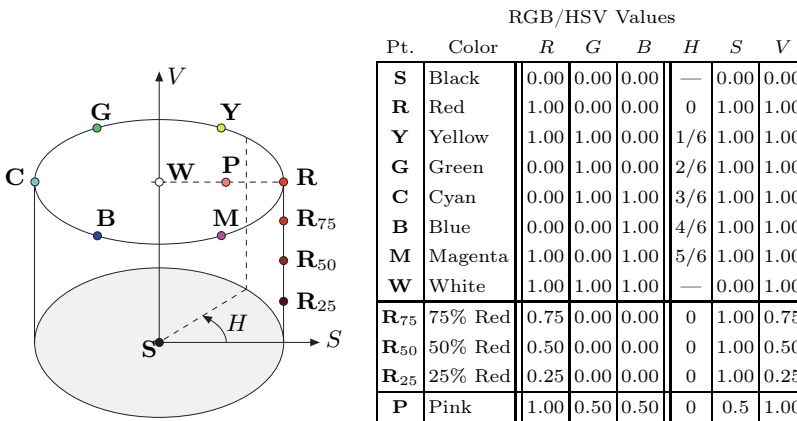 V
G
Y
C
W
P
R
R75
B
M
R50
R25
H
S
S
RGB/HSV Values
Pt. Color R G B H S V
S Black 0.00 0.00 0.00 — 0.00 0.00
R Red 1.00 0.00 0.00 0 1.00 1.00
Y Yellow 1.00 1.00 0.00 1/6 1.00 1.00
G Green 0.00 1.00 0.00 2/6 1.00 1.00
C Cyan 0.00 1.00 1.00 3/6 1.00 1.00
B Blue 0.00 0.00 1.00 4/6 1.00 1.00
M Magenta 1.00 0.00 1.00 5/6 1.00 1.00
W White 1.00 1.00 1.00 — 0.00 1.00
R75 75% Red 0.75 0.00 0.00 0 1.00 0.75
R50 50% Red 0.50 0.00 0.00 0 1.00 0.50
R25 25% Red 0.25 0.00 0.00 0 1.00 0.25
P Pink 1.00 0.50 0.50 0 0.5 1.00